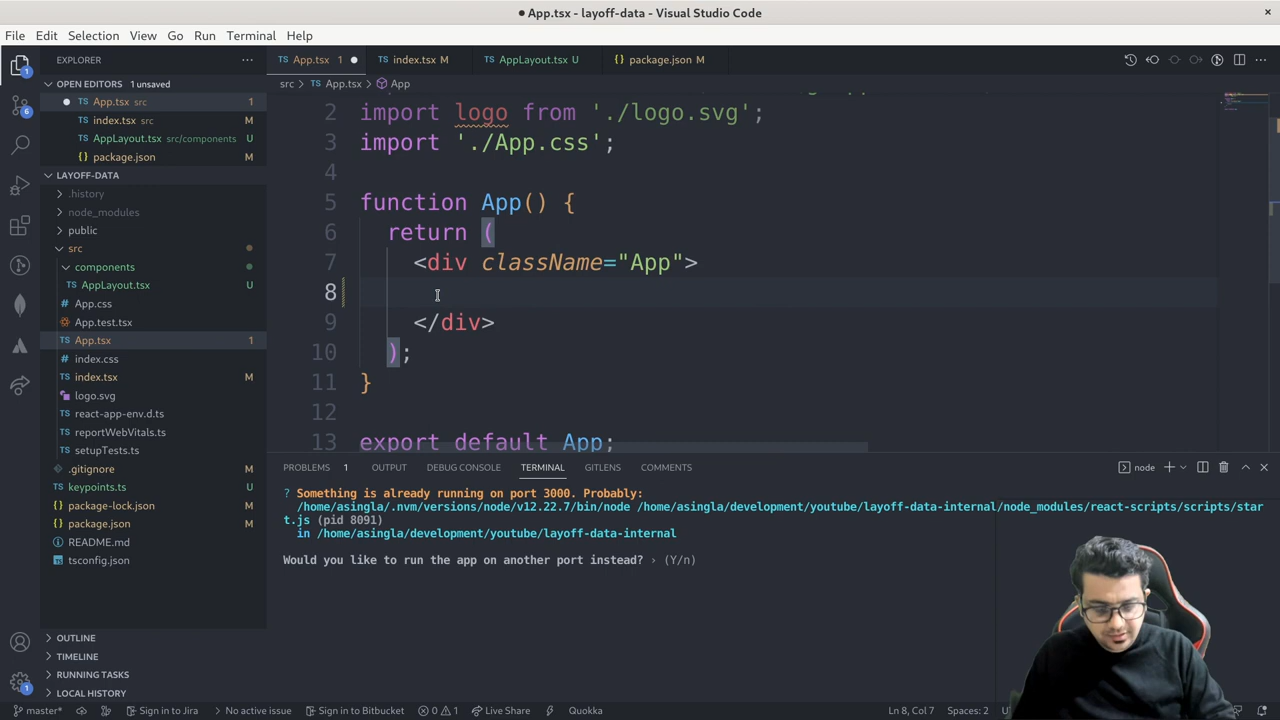 ● App.tsx - layoff-data - Visual Studio Code
File Edit Selection View Go Run Terminal Help
EXPLORER
OPEN EDITORS 1 unsaved
App.tsx src 1
index.tsx src M
AppLayout.tsx src/components U
package.json M
LAYOFF-DATA
.history
node_modules
public
src
components
AppLayout.tsx U
App.css
App.test.tsx
App.tsx 1
index.css
index.tsx M
logo.svg
react-app-env.d.ts
reportWebVitals.ts
setupTests.ts
.gitignore M
keypoints.ts U
package-lock.json M
package.json M
README.md
tsconfig.json
OUTLINE
TIMELINE
RUNNING TASKS
LOCAL HISTORY
App.tsx 1 ●
index.tsx M
AppLayout.tsx U
package.json M
src > App.tsx > App
2 import logo from './logo.svg';
3 import './App.css';
4
5 function App() {
6 return (
7 <div className="App">
8
9 </div>
10 );
11 }
12
13 export default App;
PROBLEMS 1 OUTPUT DEBUG CONSOLE TERMINAL GITLENS COMMENTS
node
? Something is already running on port 3000. Probably:
/home/asingla/.nvm/versions/node/v12.22.7/bin/node /home/asingla/development/youtube/layoff-data-internal/node_modules/react-scripts/scripts/star
t.js (pid 8091)
in /home/asingla/development/youtube/layoff-data-internal
Would you like to run the app on another port instead? › (Y/n)
master* Sign in to Jira No active issue Sign in to Bitbucket 0 1 Live Share Quokka Ln 8, Col 7 Spaces: 2